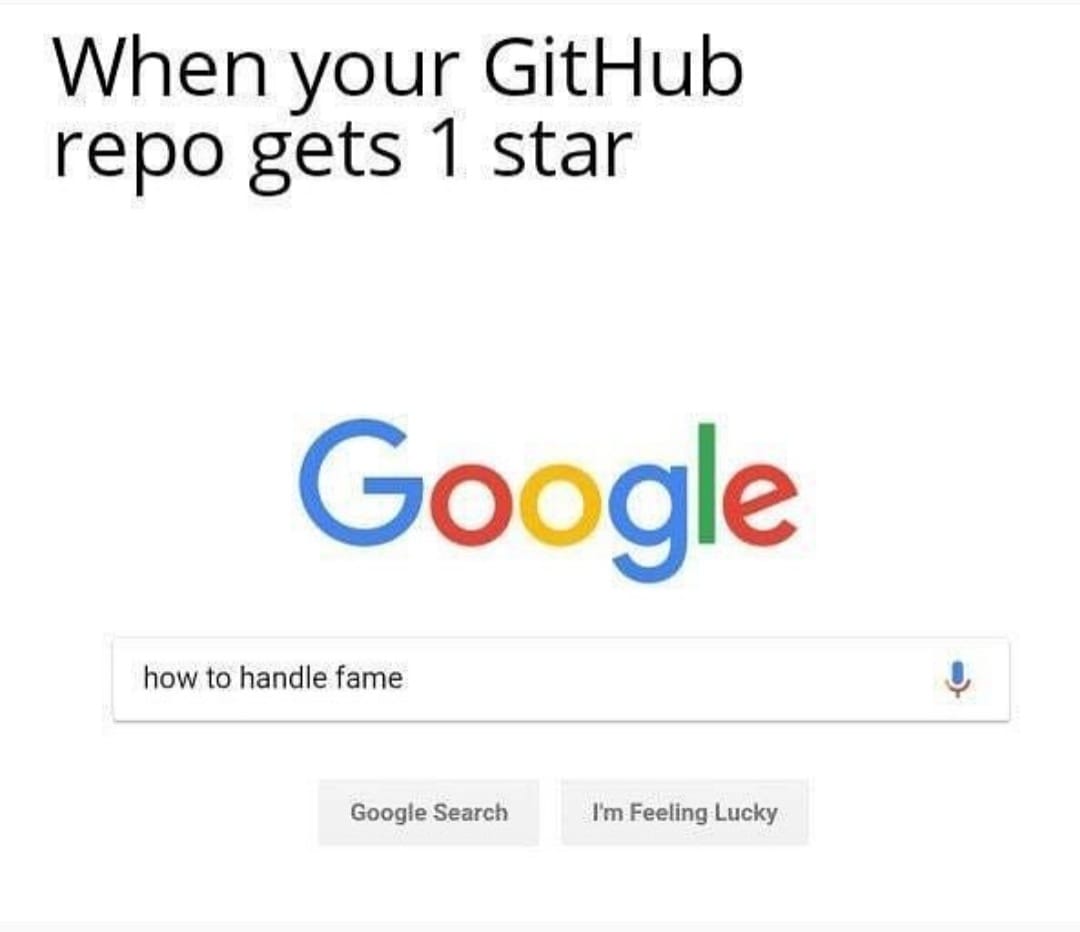 When your GitHub
repo gets 1 star
Google
how to handle fame
Google Search
I'm Feeling Lucky